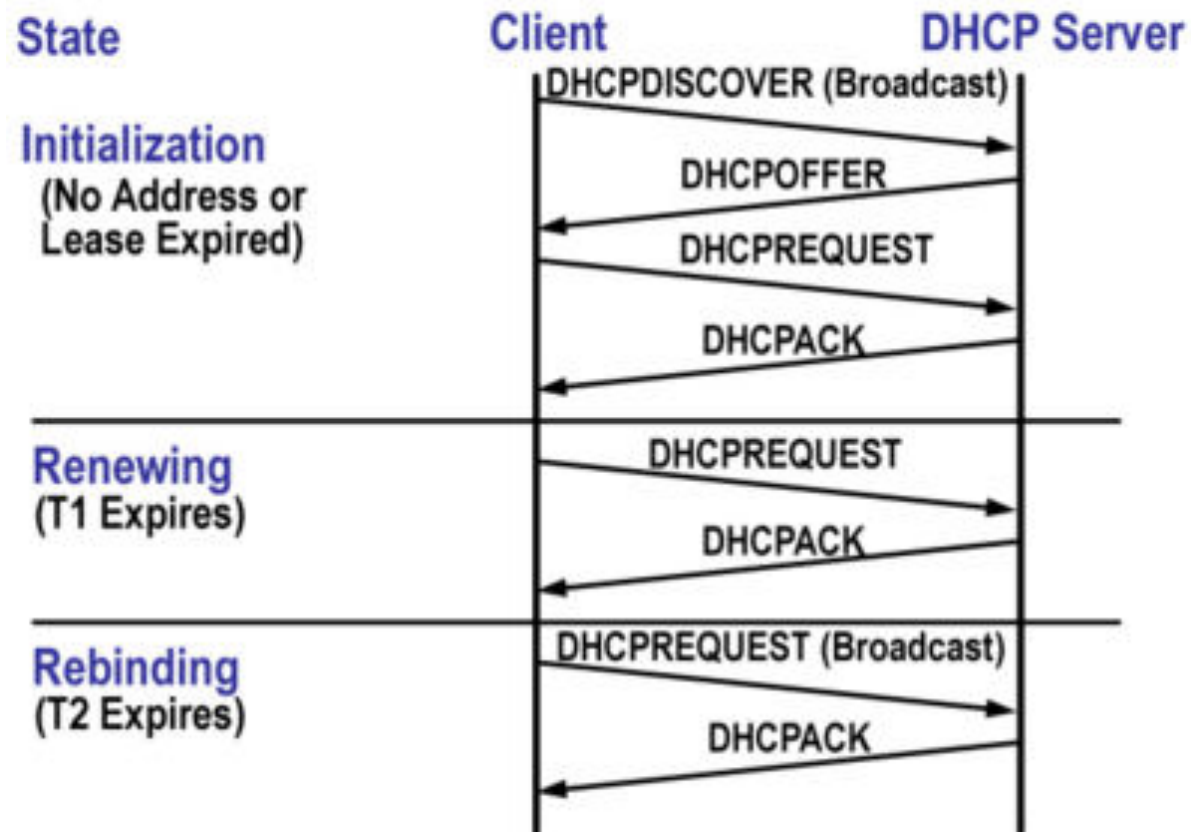 State
Client
DHCP Server
DHCPDISCOVER (Broadcast)
Initialization
(No Address or
Lease Expired)
DHCPOFFER
DHCPREQUEST
DHCPACK
Renewing
(T1 Expires)
DHCPREQUEST
DHCPACK
Rebinding
(T2 Expires)
DHCPREQUEST (Broadcast)
DHCPACK